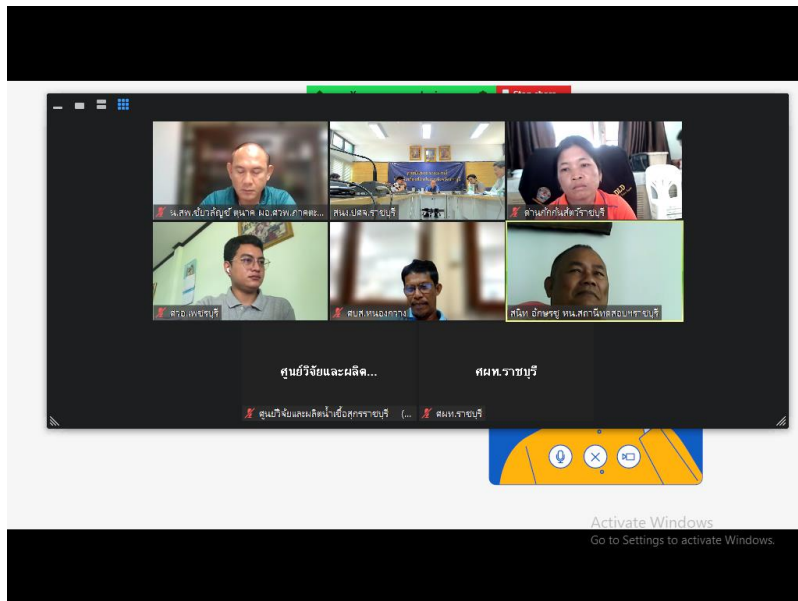 Stop share
น.สพ.ชัยวลัญช์ ตุนาค ผอ.ศวพ.ภาคตะ...
สนง.ปศจ.ราชบุรี
ด่านกักกันสัตว์ราชบุรี
ศวอ.เพชรบุรี
ศบส.หนองกวาง
สนิท อักษรชู หน.สถานีทดสอบฯราชบุรี
ศูนย์วิจัยและผลิต...
ศผท.ราชบุรี
ศูนย์วิจัยและผลิตน้ำเชื้อสุกรราชบุรี (...
ศผท.ราชบุรี
Activate Windows
Go to Settings to activate Windows.